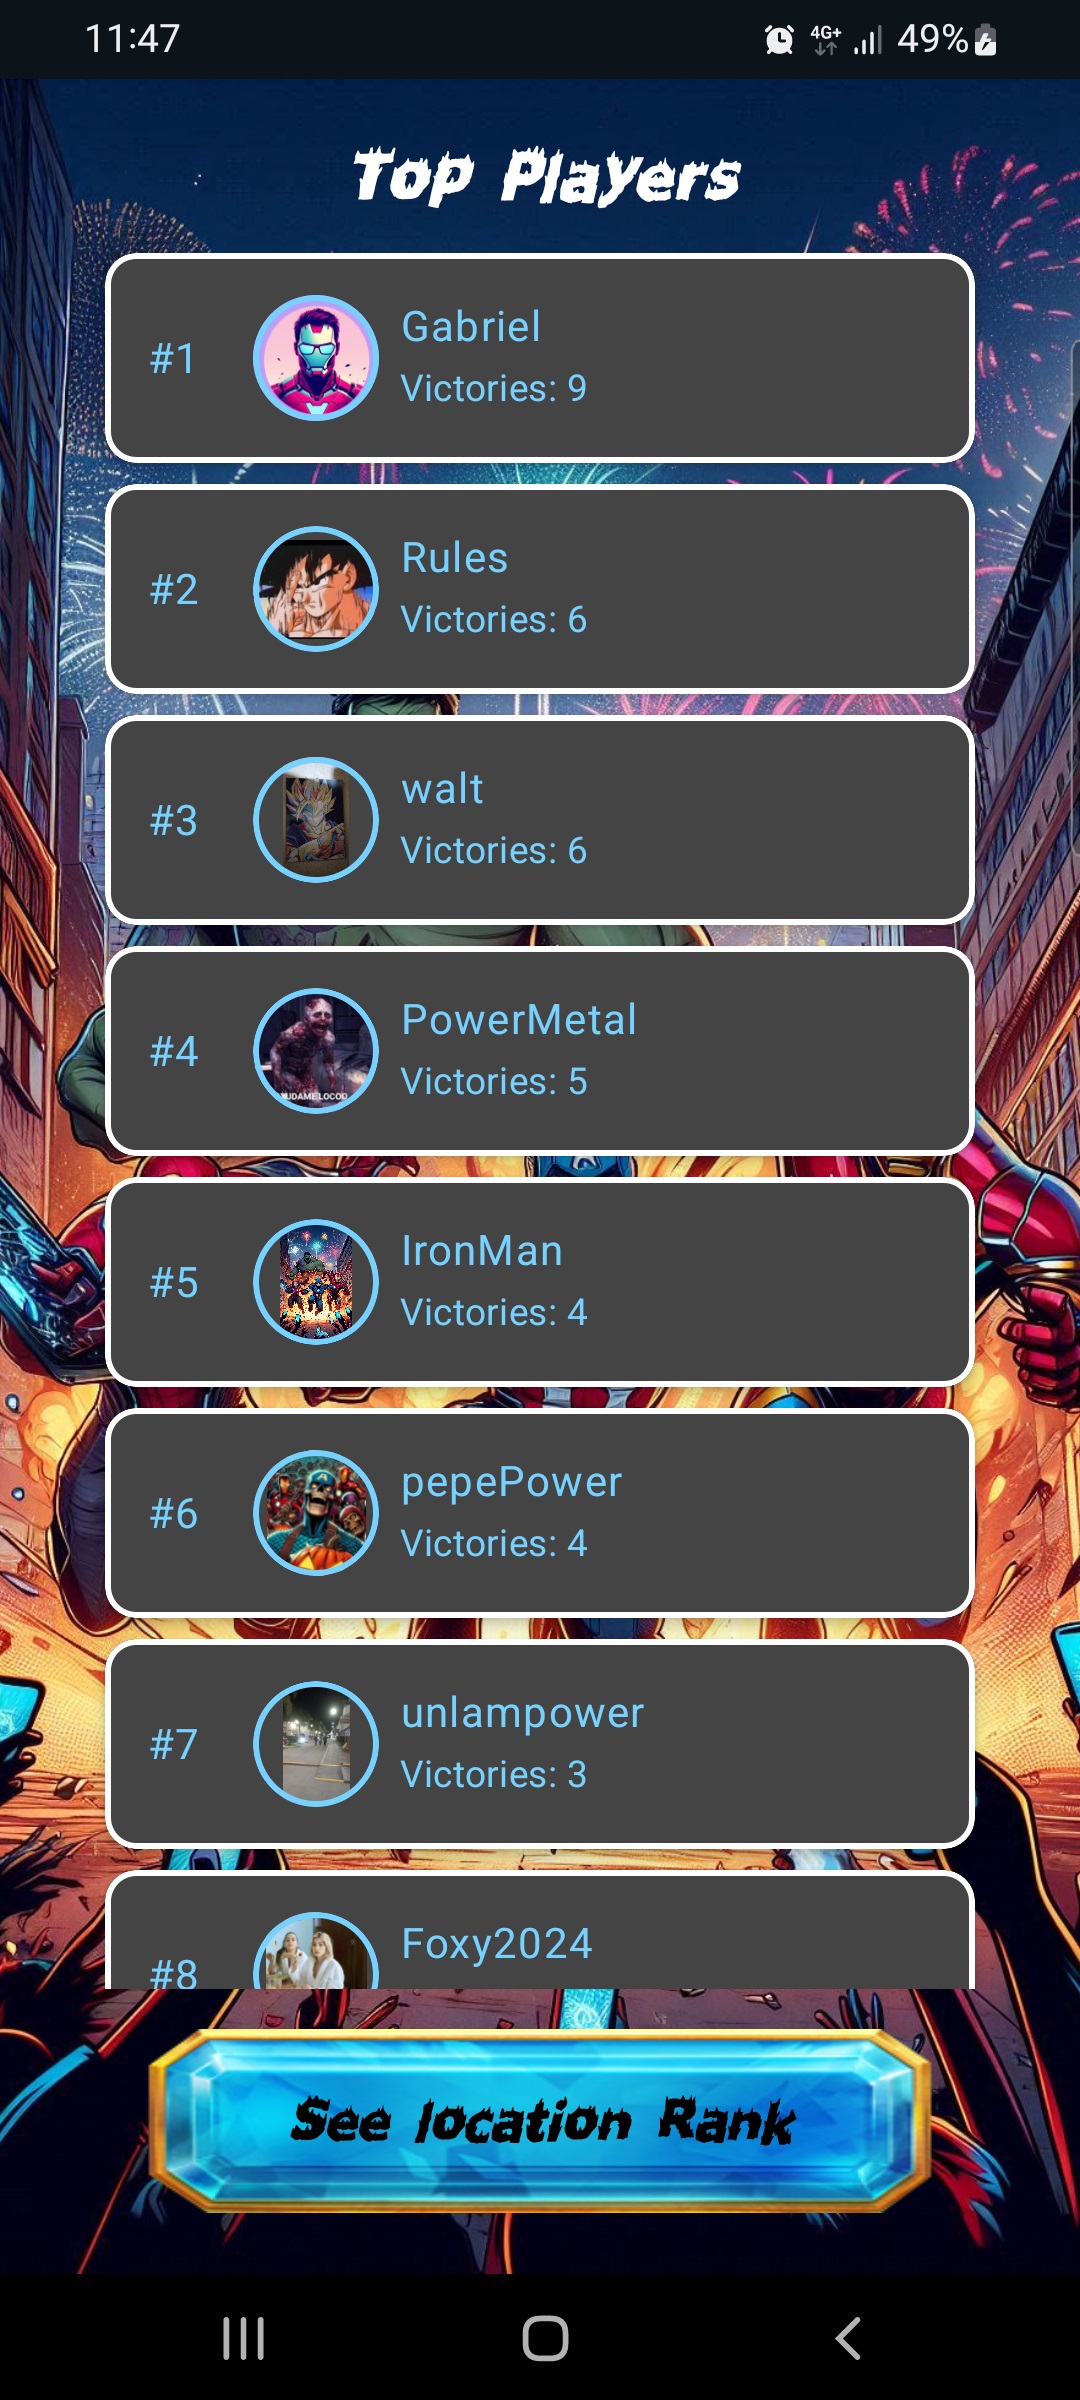 11:47 4G+ 49%
Top Players
#1
Gabriel
Victories: 9
#2
Rules
Victories: 6
#3
walt
Victories: 6
#4
PowerMetal
Victories: 5
#5
IronMan
Victories: 4
#6
pepePower
Victories: 4
#7
unlampower
Victories: 3
#8
Foxy2024
See location Rank